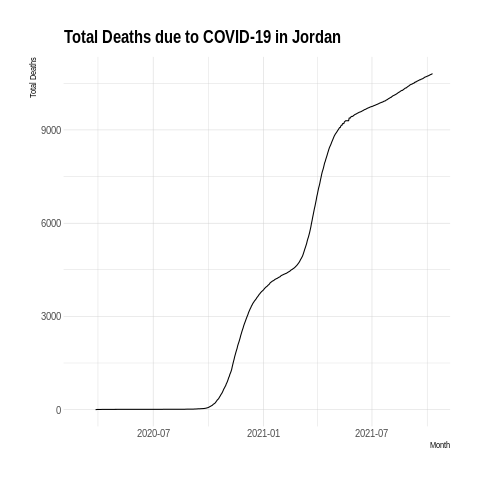 Total Deaths due to COVID-19 in Jordan
Total Deaths
9000
6000
3000
0
2020-07
2021-01
2021-07
Month